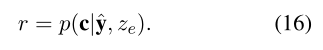 r = p(c|ŷ, z_e). (16)